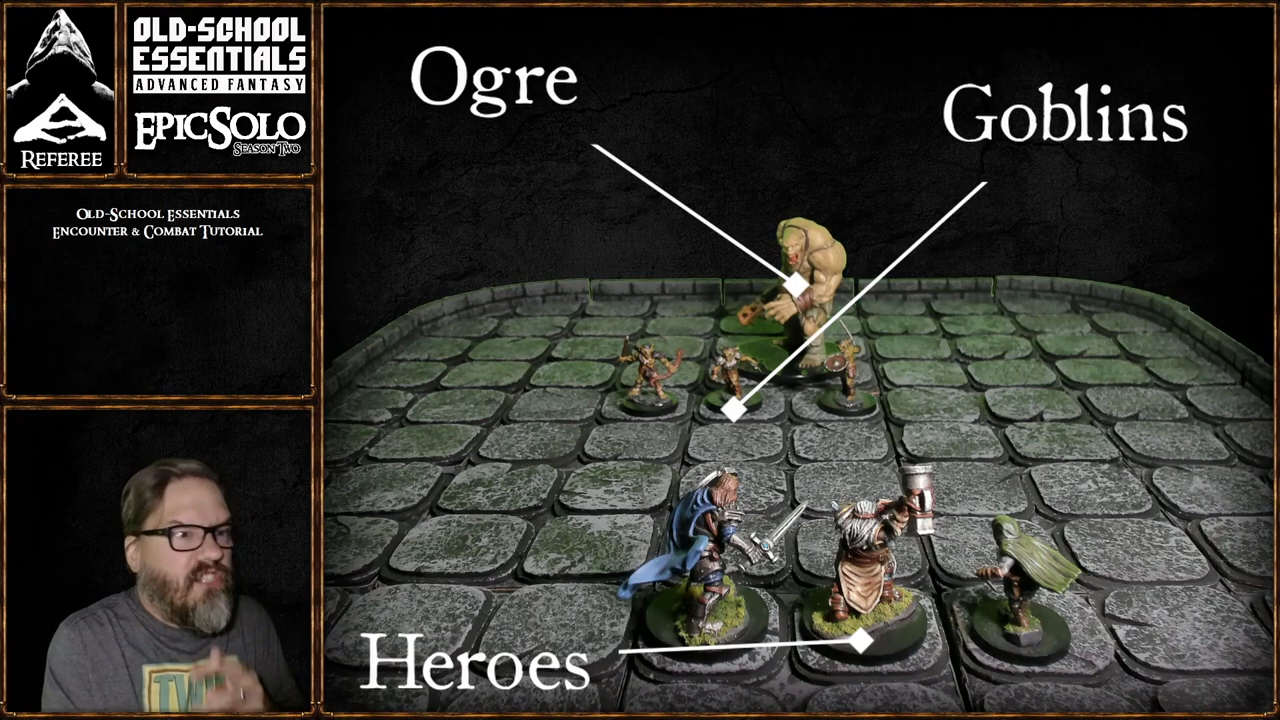 OLD-SCHOOL
ESSENTIALS
ADVANCED FANTASY
EPICSOLO
SEASON TWO
REFEREE
OLD-SCHOOL ESSENTIALS
ENCOUNTER & COMBAT TUTORIAL
Ogre
Goblins
Heroes